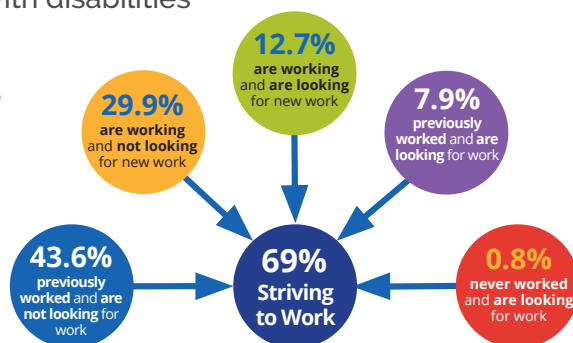 with disabilities
12.7%
are working
and are looking
for new work
29.9%
are working
and not looking
for new work
7.9%
previously
worked and are
looking for work
43.6%
previously
worked and are
not looking for
work
69%
Striving
to Work
0.8%
never worked
and are looking
for work